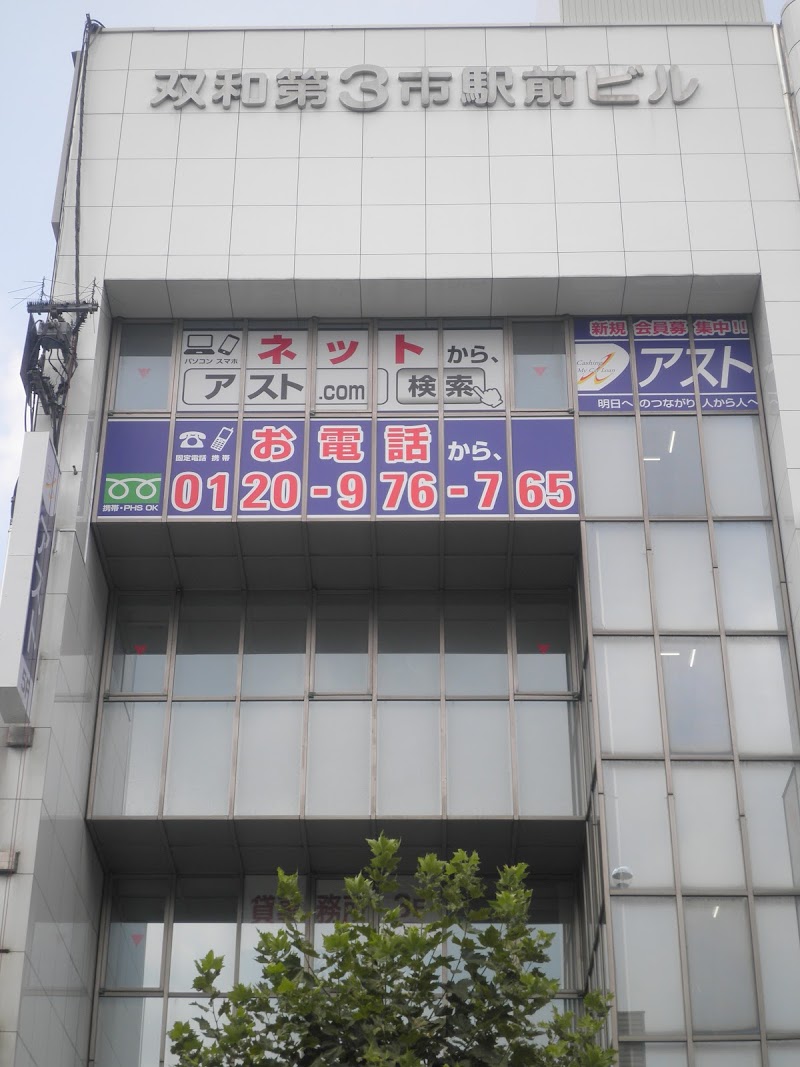 双和第3市駅前ビル
パソコン スマホ
ネットから、
アスト.com 検索
新規会員募集中!!
Cashing
アスト
明日へのつながり 人から人へ
固定電話 携帯
お電話から、
携帯・PHS OK
0120-976-765